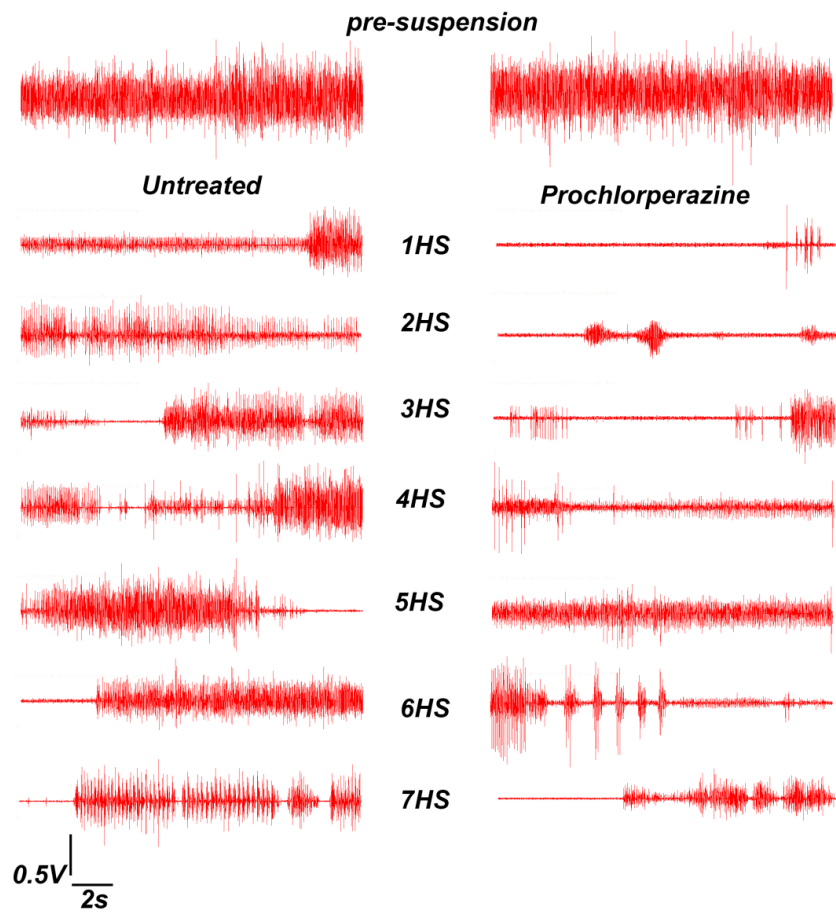 pre-suspension
Untreated
Prochlorperazine
1HS
2HS
3HS
4HS
5HS
6HS
7HS
0.5V
2s